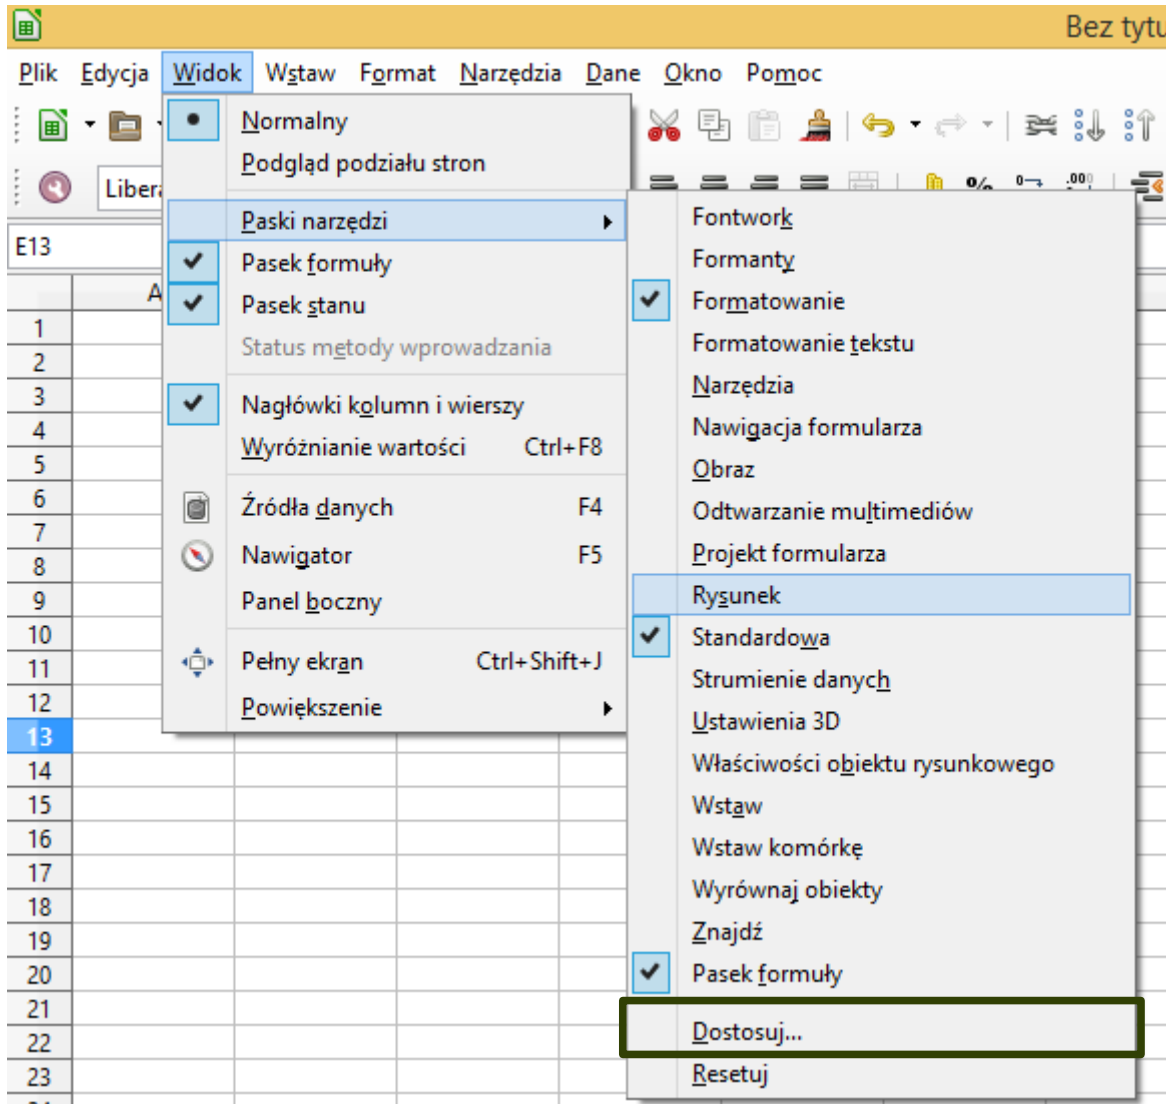 Bez tytu
Plik Edycja Widok Wstaw Format Narzędzia Dane Okno Pomoc
Libera
E13
A
1
2
3
4
5
6
7
8
9
10
11
12
13
14
15
16
17
18
19
20
21
22
23
Normalny
Podgląd podziału stron
Paski narzędzi
Pasek formuły
Pasek stanu
Status metody wprowadzania
Nagłówki kolumn i wierszy
Wyróżnianie wartości Ctrl+F8
Źródła danych F4
Nawigator F5
Panel boczny
Pełny ekran Ctrl+Shift+J
Powiększenie
Fontwork
Formanty
Formatowanie
Formatowanie tekstu
Narzędzia
Nawigacja formularza
Obraz
Odtwarzanie multimediów
Projekt formularza
Rysunek
Standardowa
Strumienie danych
Ustawienia 3D
Właściwości obiektu rysunkowego
Wstaw
Wstaw komórkę
Wyrównaj obiekty
Znajdź
Pasek formuły
Dostosuj...
Resetuj